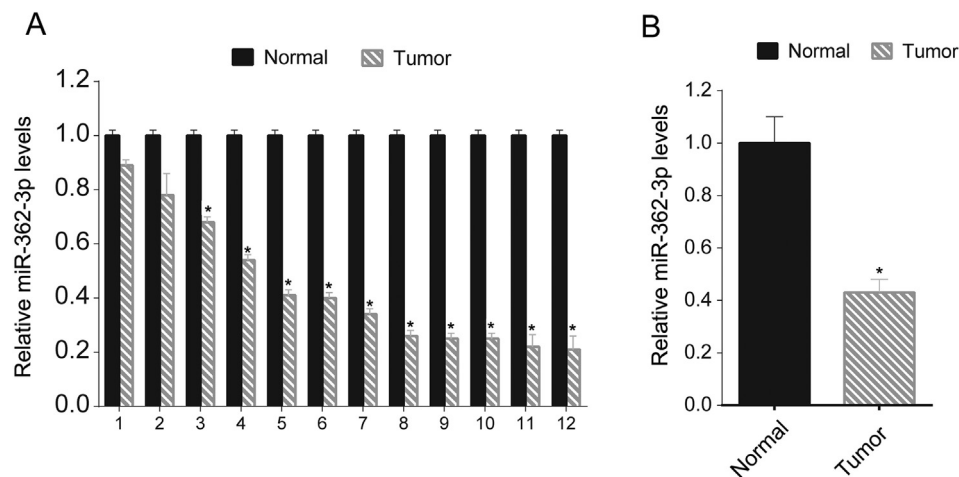 A
Normal Tumor
Relative miR-362-3p levels
1.2
1.0
0.8
0.6
0.4
0.2
0.0
* * * * * * * * * *
1 2 3 4 5 6 7 8 9 10 11 12
B
Normal Tumor
Relative miR-362-3p levels
1.2
1.0
0.8
0.6
0.4
0.2
0.0
*
Normal Tumor